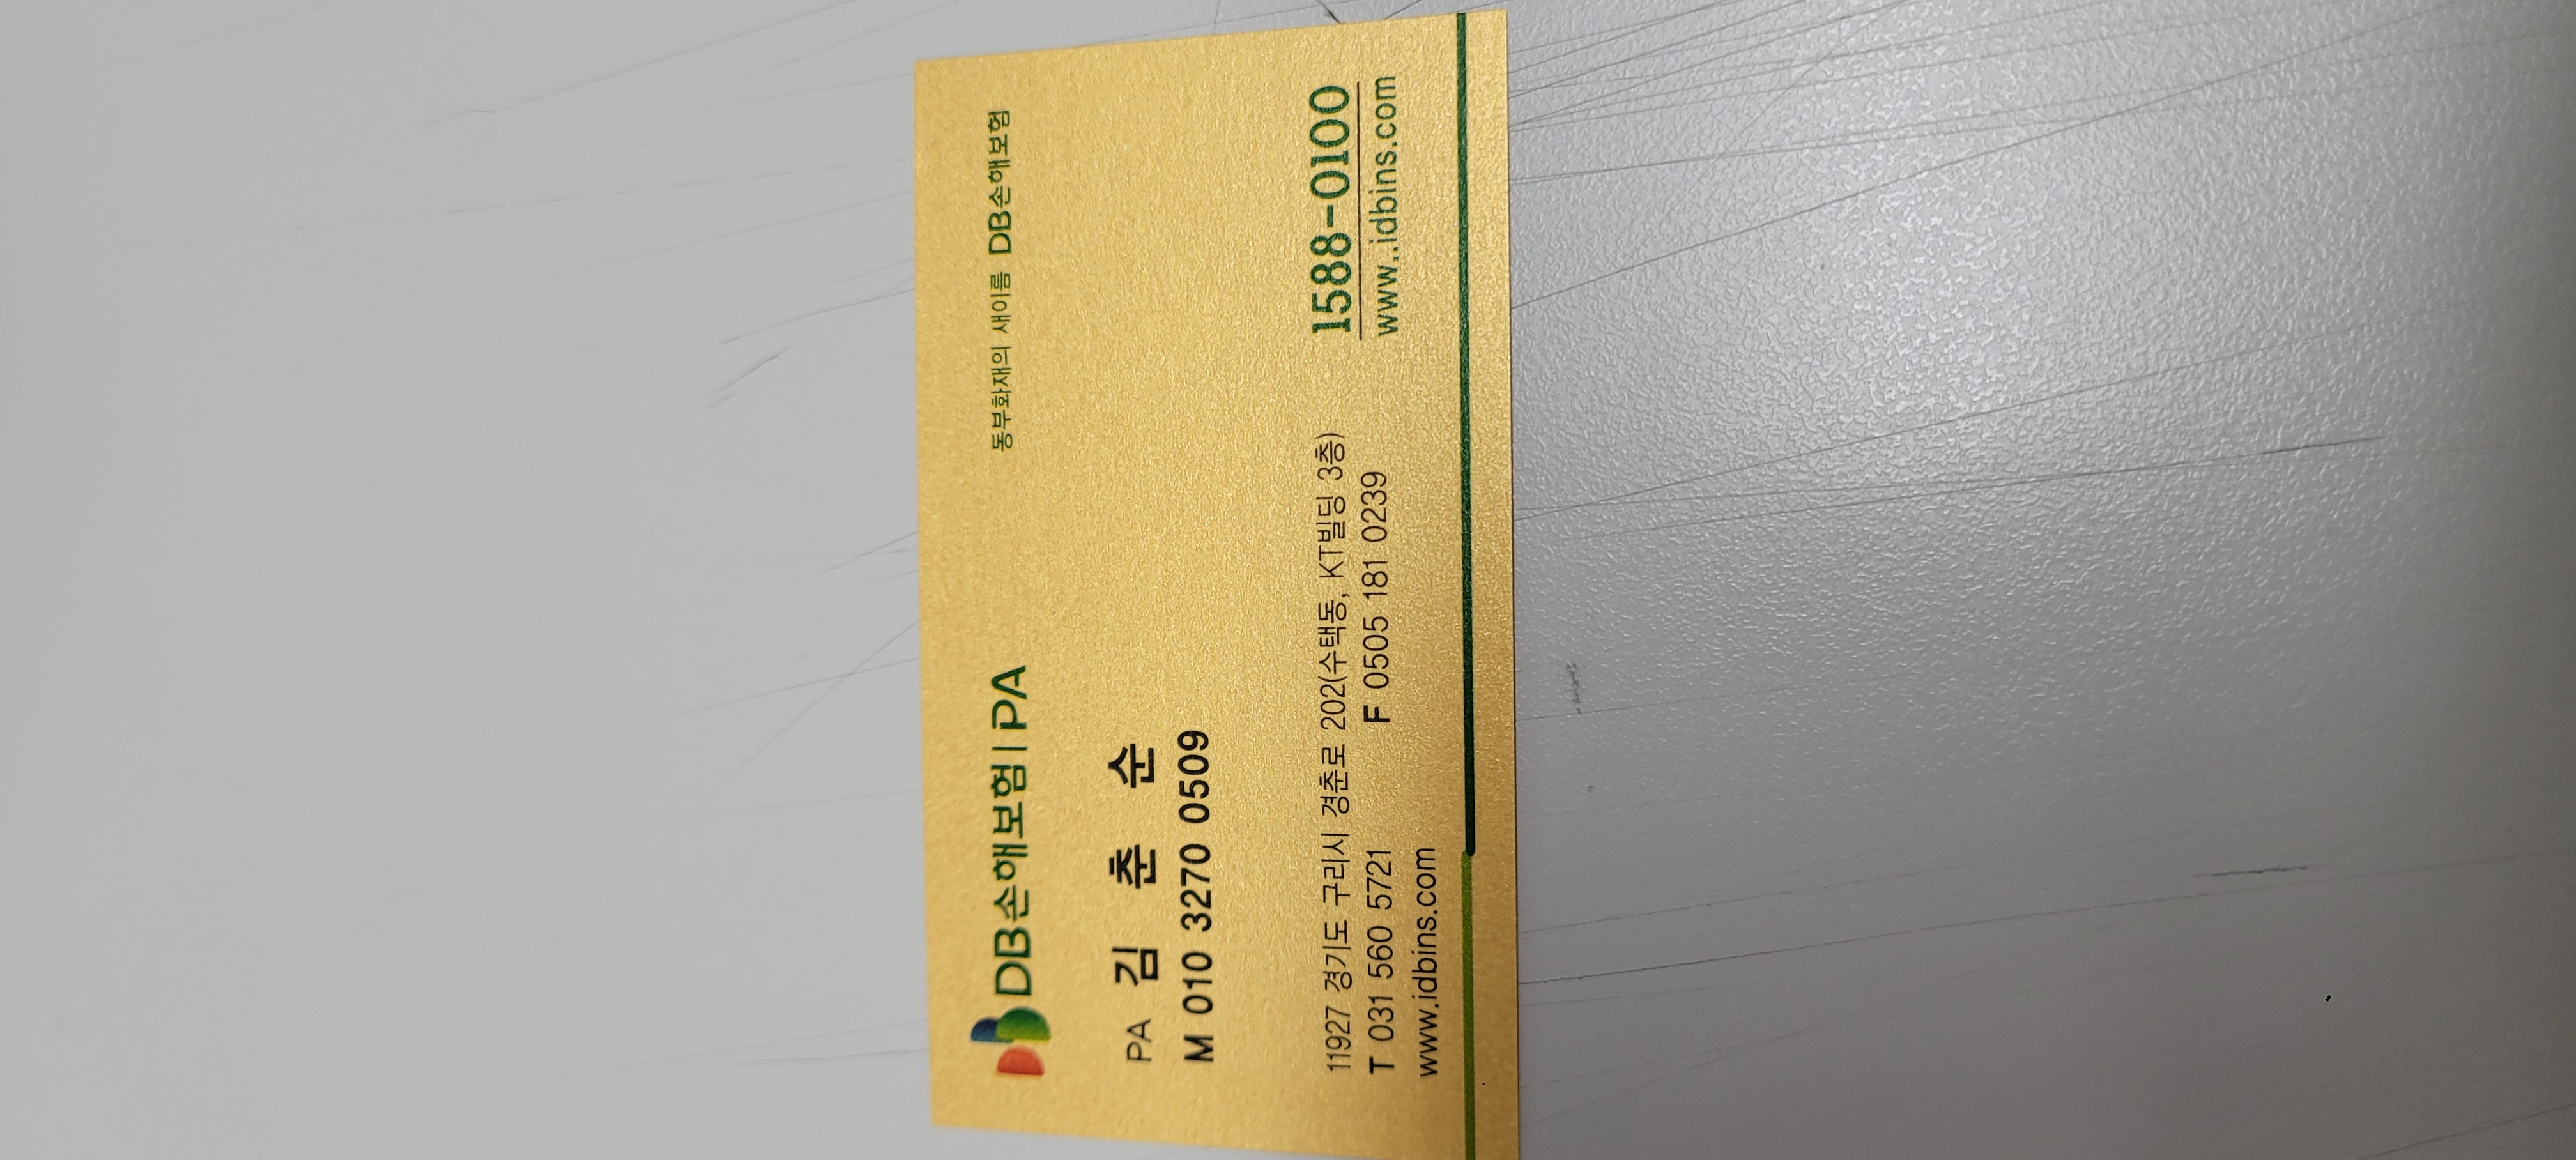 DB손해보험 | PA
동부화재의 새이름 DB손해보험
PA 김 춘 순
M 010 3270 0509
11927 경기도 구리시 경춘로 202(수택동, KT빌딩 3층)
T 031 560 5721 F 0505 181 0239
www.idbins.com
1588-0100
www..idbins.com